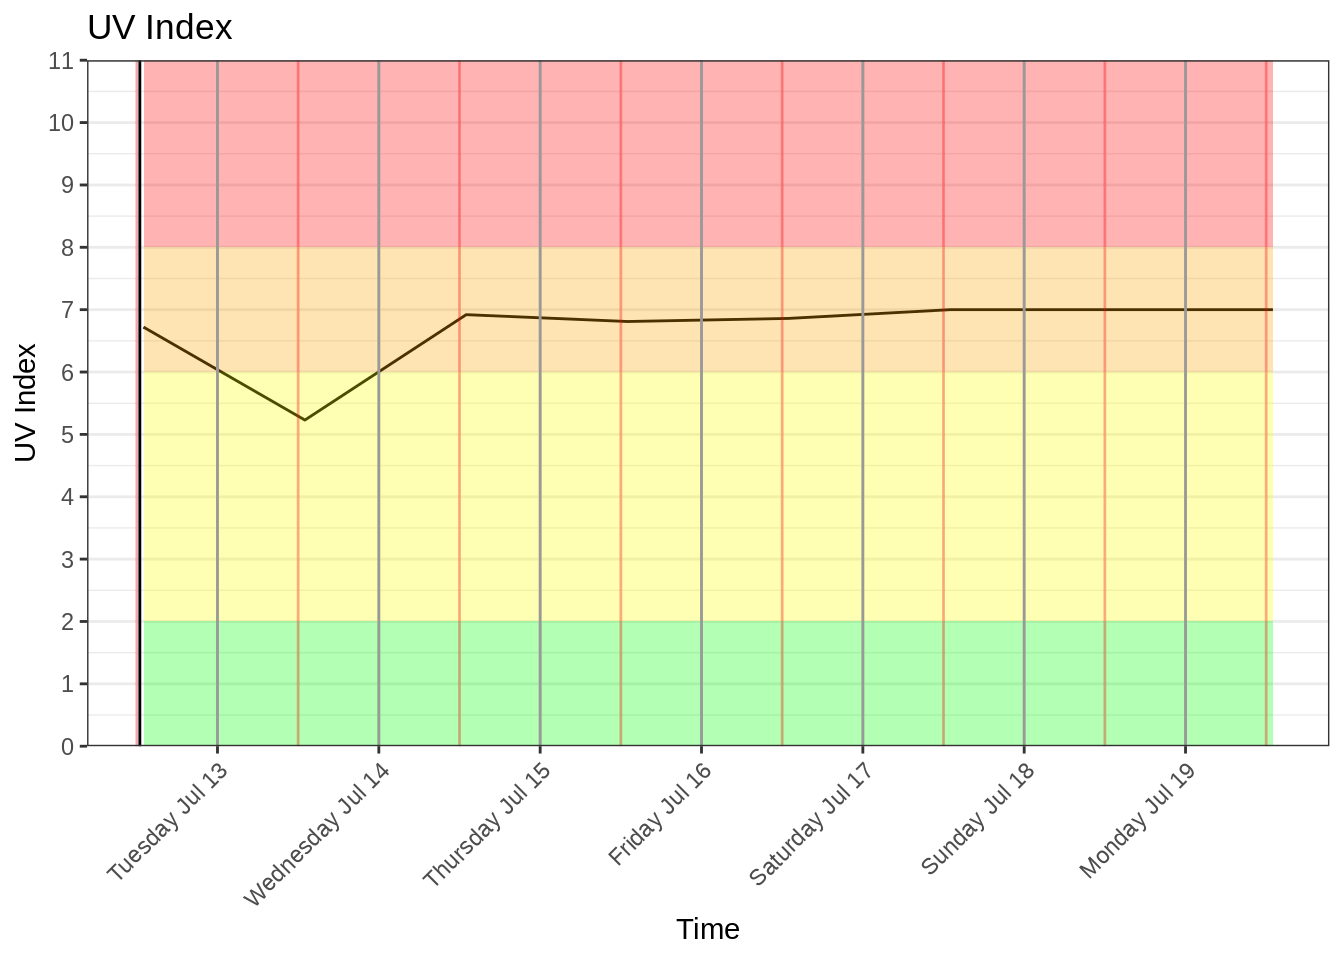 UV Index
11
10
9
8
7
6
5
4
3
2
1
0
UV Index
Tuesday Jul 13
Wednesday Jul 14
Thursday Jul 15
Friday Jul 16
Saturday Jul 17
Sunday Jul 18
Monday Jul 19
Time